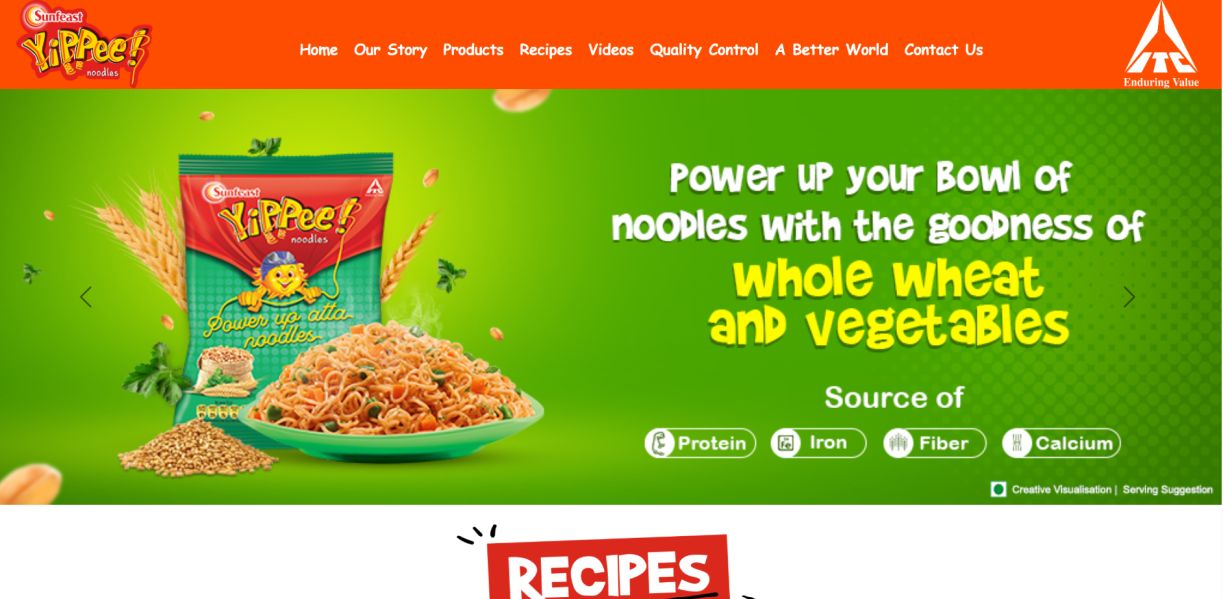 Sunfeast
YiPPee!
noodles
Home Our Story Products Recipes Videos Quality Control A Better World Contact Us
ITC
Enduring Value
Sunfeast
YiPPee!
noodles
Power up atta
noodles
Power up your Bowl of
noodles with the goodness of
whole wheat
and vegetables
Source of
Protein Iron Fiber Calcium
Creative Visualisation | Serving Suggestion
RECIPES